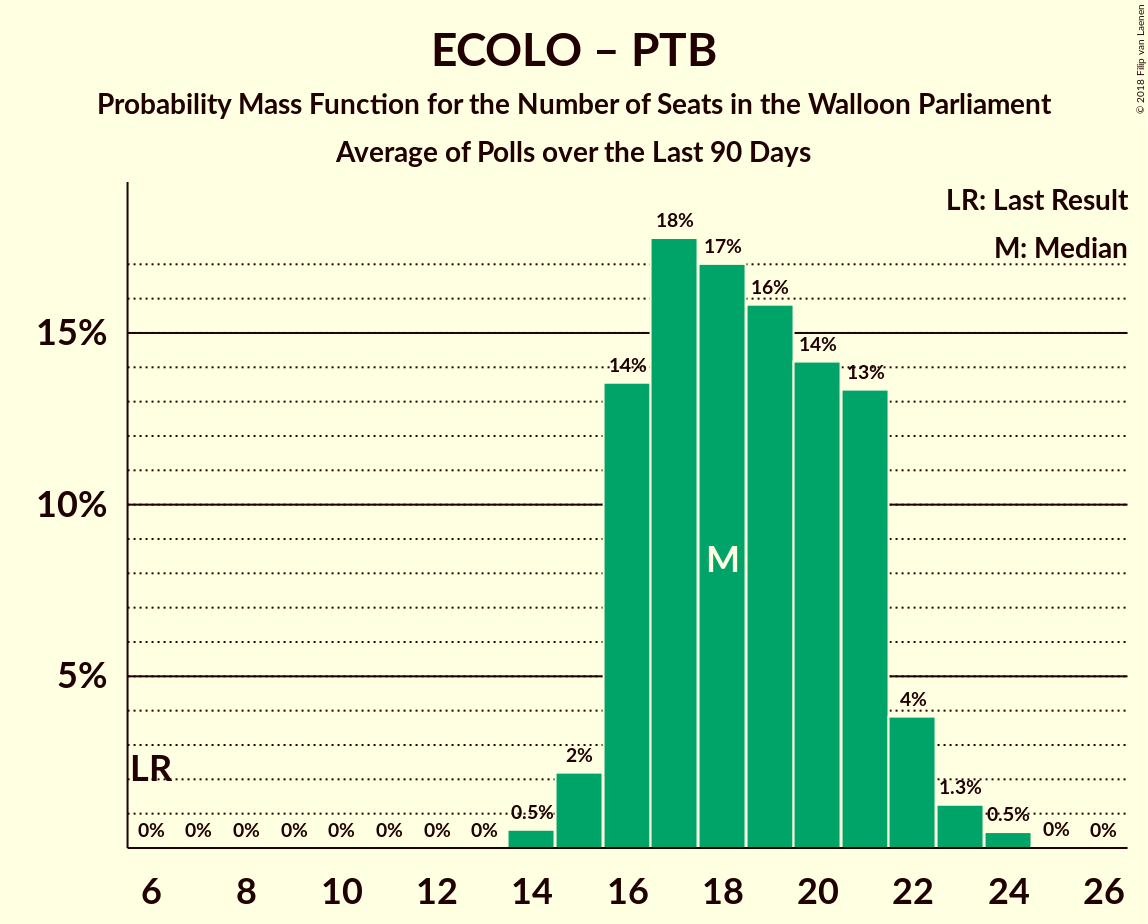 ECOLO – PTB
Probability Mass Function for the Number of Seats in the Walloon Parliament
Average of Polls over the Last 90 Days
© 2018 Filip van Laenen
LR: Last Result
M: Median
15%
10%
5%
LR
M
0% 0% 0% 0% 0% 0% 0% 0% 0.5% 2% 14% 18% 17% 16% 14% 13% 4% 1.3% 0.5% 0% 0%
6 8 10 12 14 16 18 20 22 24 26